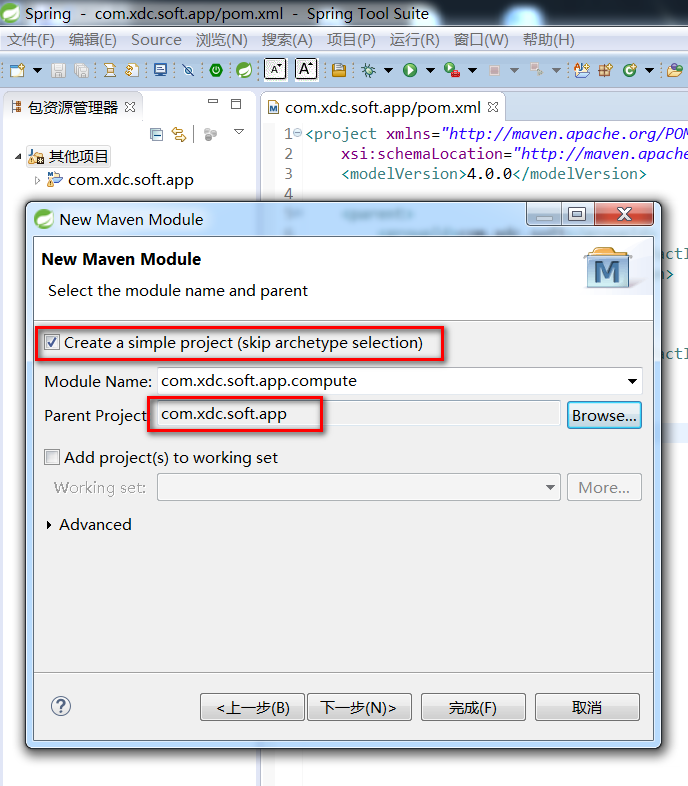 Spring - com.xdc.soft.app/pom.xml - Spring Tool Suite
文件(F) 编辑(E) Source 浏览(N) 搜索(A) 项目(P) 运行(R) 窗口(W) 帮助(H)
包资源管理器
com.xdc.soft.app/pom.xml
其他项目
com.xdc.soft.app
1 <project xmlns="http://maven.apache.org/POM
2 xsi:schemaLocation="http://maven.apache
3 <modelVersion>4.0.0</modelVersion>
4
New Maven Module
New Maven Module
Select the module name and parent
M
Create a simple project (skip archetype selection)
Module Name: com.xdc.soft.app.compute
Parent Project com.xdc.soft.app Browse...
Add project(s) to working set
Working set: More...
Advanced
<上一步(B) 下一步(N)> 完成(F) 取消